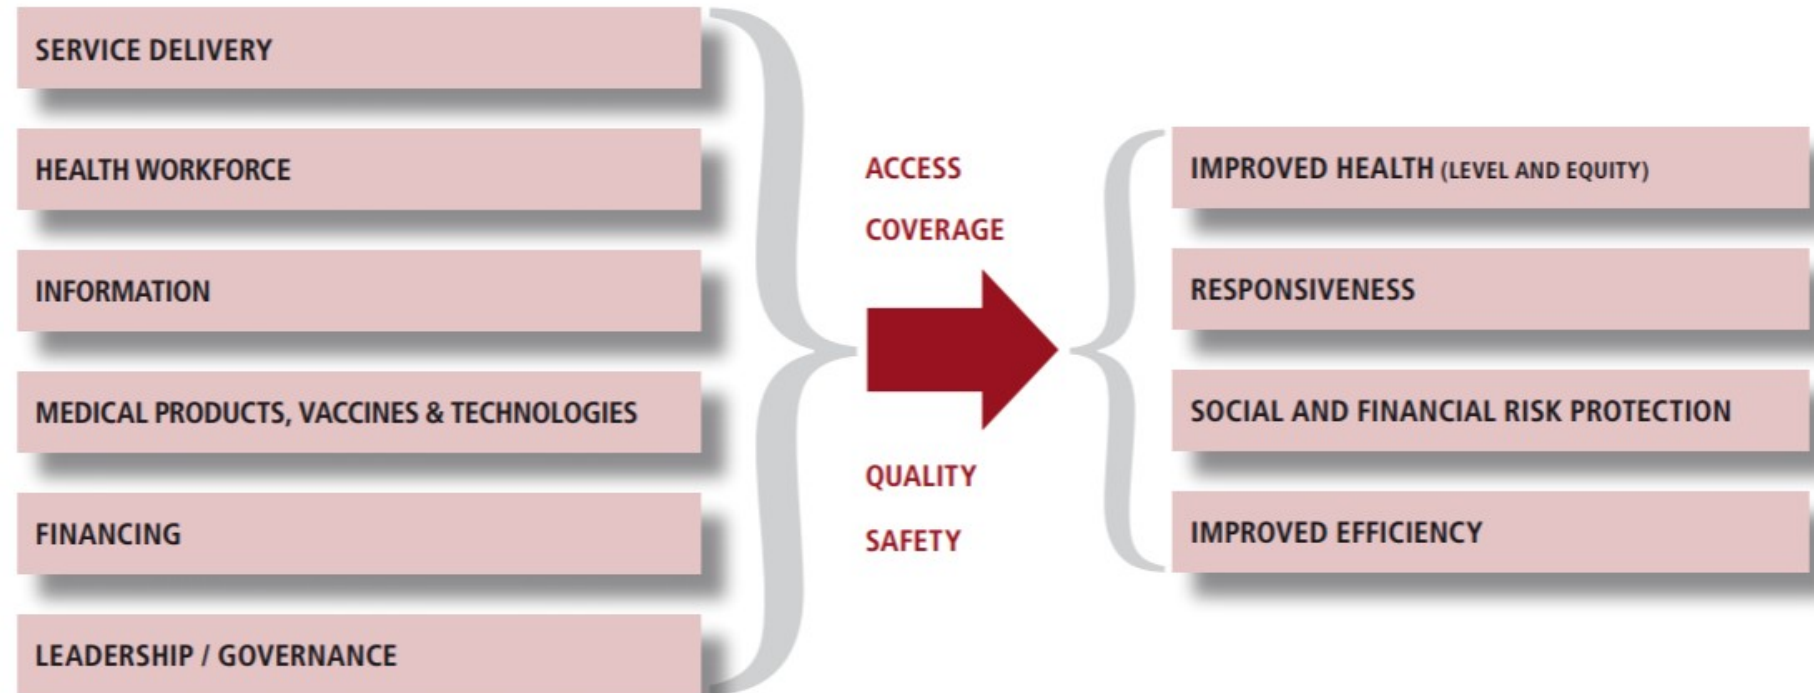 SERVICE DELIVERY
HEALTH WORKFORCE
INFORMATION
MEDICAL PRODUCTS, VACCINES & TECHNOLOGIES
FINANCING
LEADERSHIP / GOVERNANCE
ACCESS
COVERAGE
QUALITY
SAFETY
IMPROVED HEALTH (LEVEL AND EQUITY)
RESPONSIVENESS
SOCIAL AND FINANCIAL RISK PROTECTION
IMPROVED EFFICIENCY